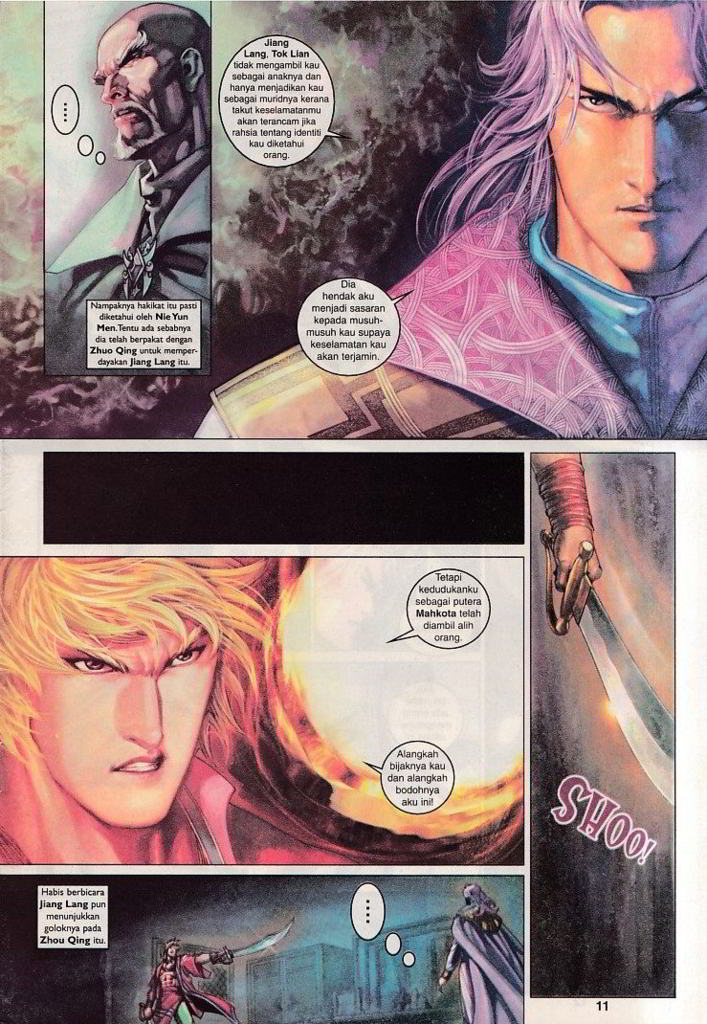 ....
Jiang
Lang, Tok Lian
tidak mengambil kau
sebagai anaknya dan
hanya menjadikan kau
sebagai muridnya kerana
takut keselamatanmu
akan terancam jika
rahsia tentang identiti
kau diketahui
orang.
Nampaknya hakikat itu pasti
diketahui oleh Nie Yun
Men.Tentu ada sebabnya
dia telah berpakat dengan
Zhuo Qing untuk memper-
dayakan Jiang Lang itu.
Dia
hendak aku
menjadi sasaran
kepada musuh-
musuh kau supaya
keselamatan kau
akan terjamin.
Tetapi
kedudukanku
sebagai putera
Mahkota telah
diambil alih
orang.
Alangkah
bijaknya kau
dan alangkah
bodohnya
aku ini!
SHOO!
Habis berbicara
Jiang Lang pun
menunjukkan
goloknya pada
Zhou Qing itu.
....
11